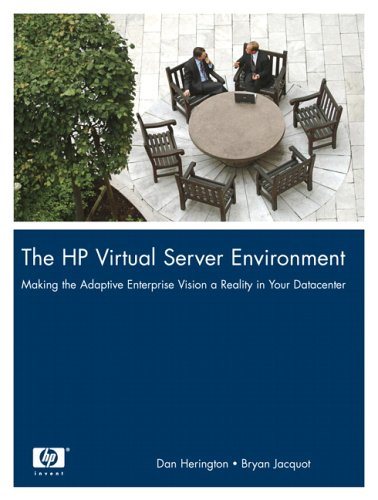 The HP Virtual Server Environment
Making the Adaptive Enterprise Vision a Reality in Your Datacenter
hp®
invent
Dan Herington • Bryan Jacquot